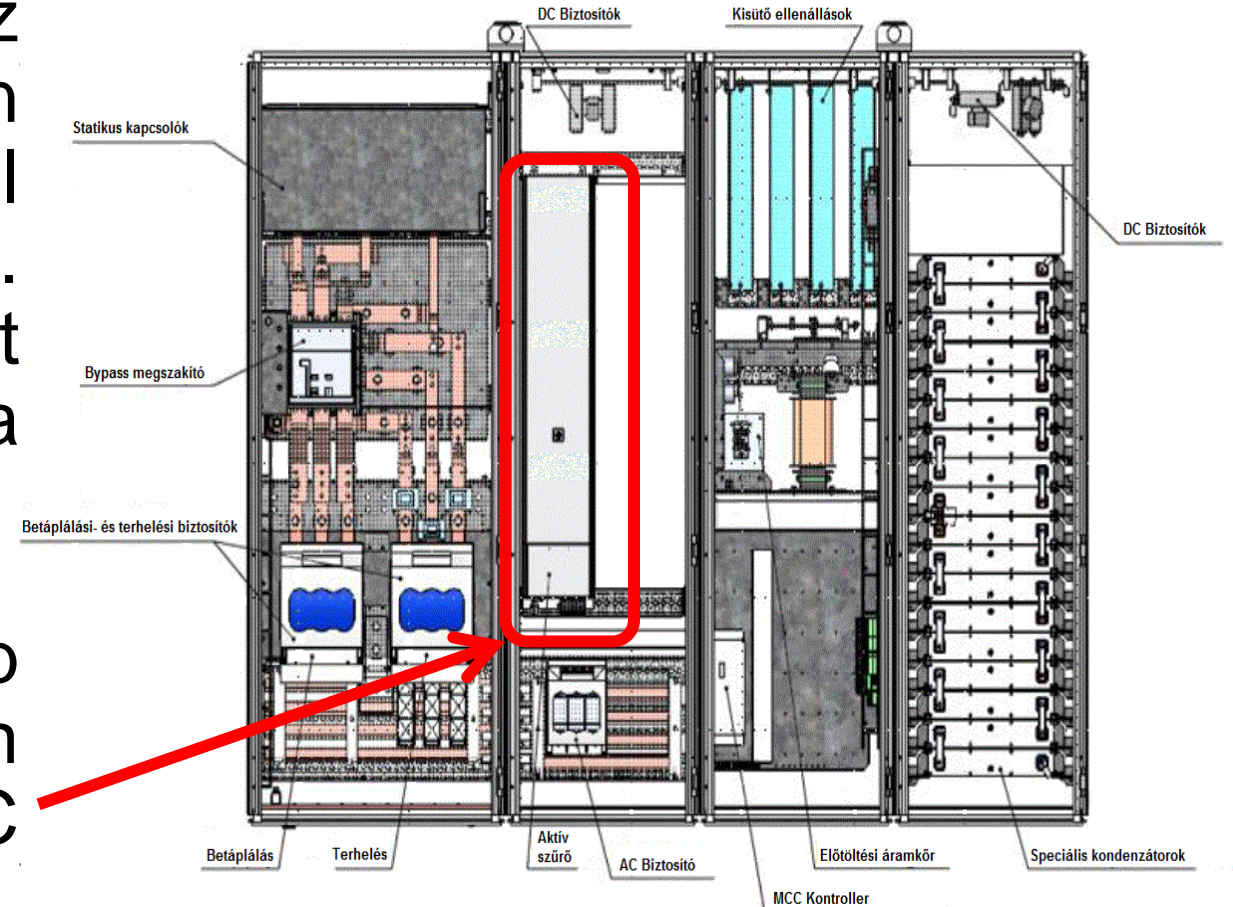 z
n
l
.
t
a
o
n
C
DC Biztosítók
Kisütő ellenállások
Statikus kapcsolók
DC Biztosítók
Bypass megszakító
Betáplálási- és terhelési biztosítók
Betáplálás
Terhelés
Aktív
szűrő
AC Biztosító
Előtöltési áramkőr
Speciális kondenzátorok
MCC Kontroller